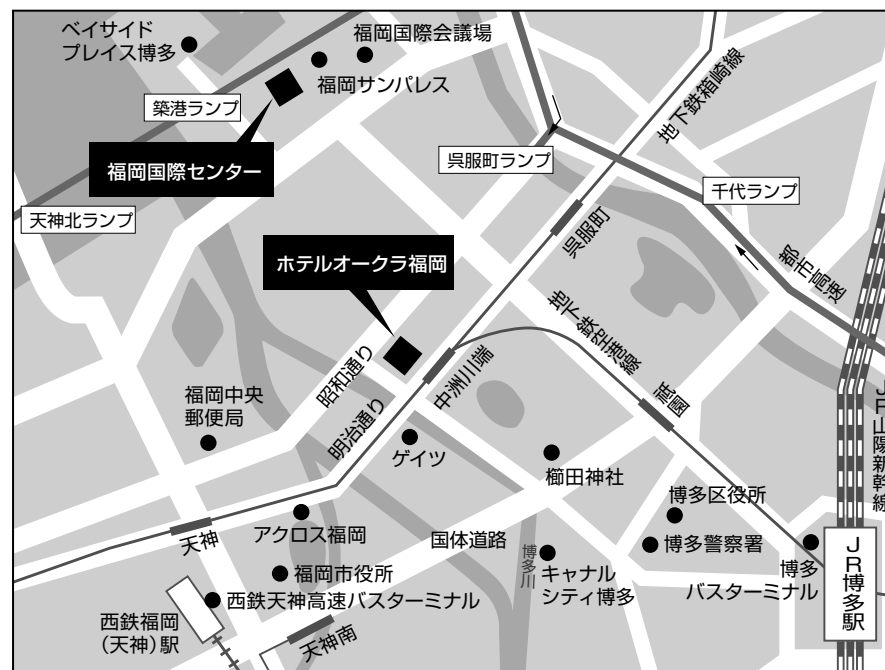 ベイサイド
プレイス博多
福岡国際会議場
福岡サンパレス
築港ランプ
地下鉄箱崎線
福岡国際センター
呉服町ランプ
千代ランプ
天神北ランプ
呉服町
ホテルオークラ福岡
都市高速
地下鉄空港線
昭和通り
中洲川端
祇園
JR山陽新幹線
福岡中央
郵便局
明治通り
ゲイツ
櫛田神社
博多区役所
アクロス福岡
天神
国体道路
博多川
博多警察署
博多
バスターミナル
JR博多駅
福岡市役所
キャナル
シティ博多
西鉄天神高速バスターミナル
西鉄福岡
(天神)駅
天神南